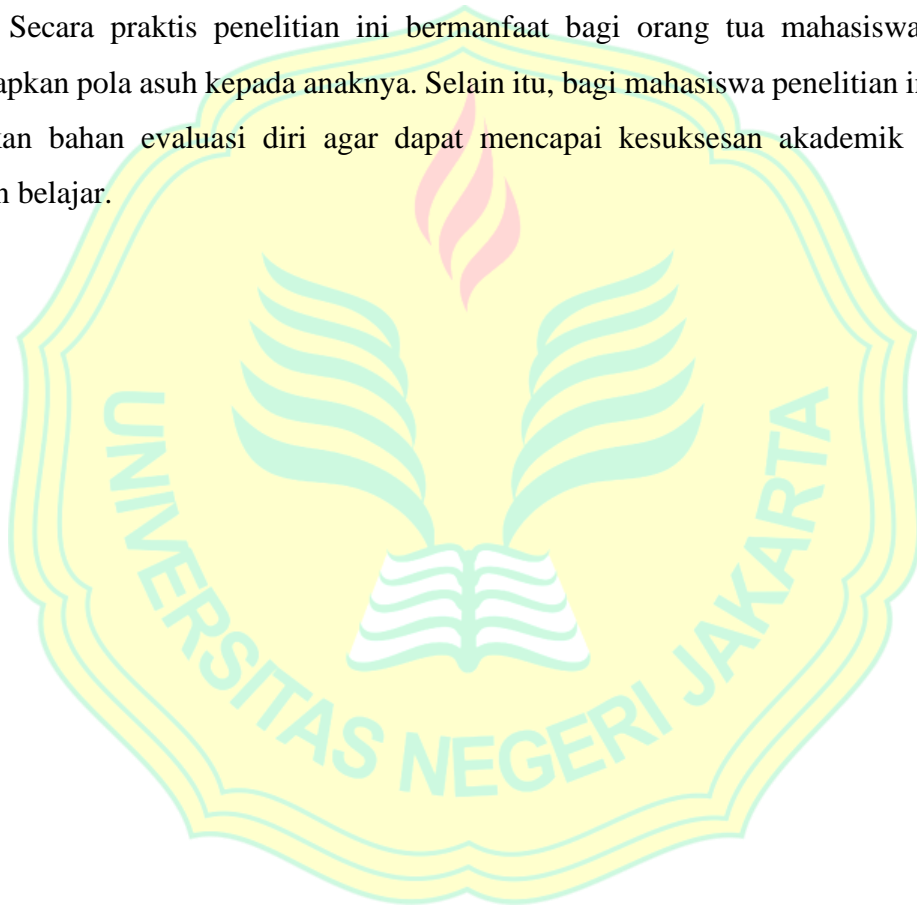 Secara praktis penelitian ini bermanfaat bagi orang tua mahasiswa
apkan pola asuh kepada anaknya. Selain itu, bagi mahasiswa penelitian i
kan bahan evaluasi diri agar dapat mencapai kesuksesan akademik
belajar.
UNIVERSITAS NEGERI JAKARTA